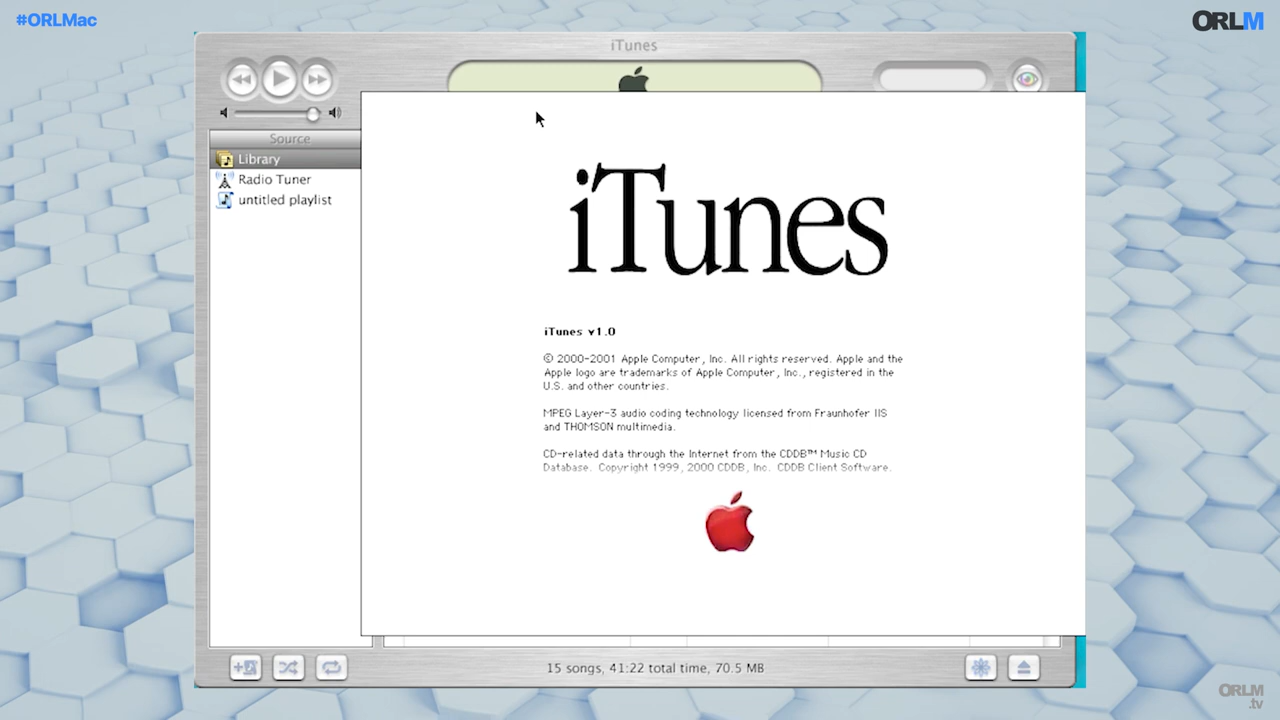 #ORLMac
ORLM
iTunes
Source
Library
Radio Tuner
untitled playlist
iTunes
iTunes v1.0
© 2000-2001 Apple Computer, Inc. All rights reserved. Apple and the
Apple logo are trademarks of Apple Computer, Inc., registered in the
U.S. and other countries.
MPEG Layer-3 audio coding technology licensed from Fraunhofer IIS
and THOMSON multimedia.
CD-related data through the Internet from the CDDB™ Music CD
Database. Copyright 1999, 2000 CDDB, Inc. CDDB Client Software.
15 songs, 41:22 total time, 70.5 MB
ORLM
.tv